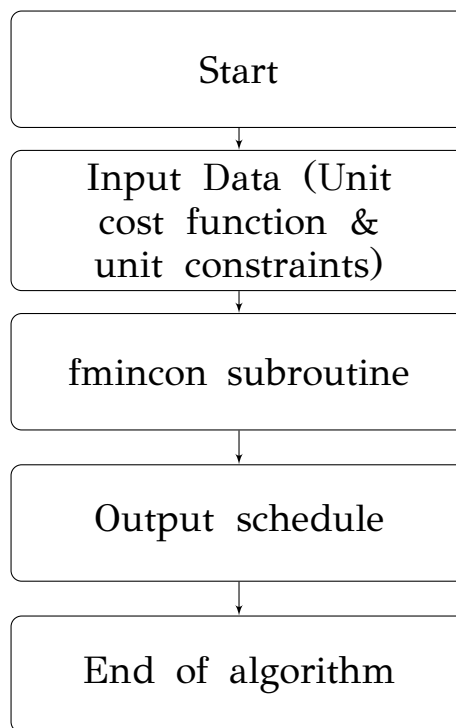 Start
Input Data (Unit
cost function &
unit constraints)
fmincon subroutine
Output schedule
End of algorithm